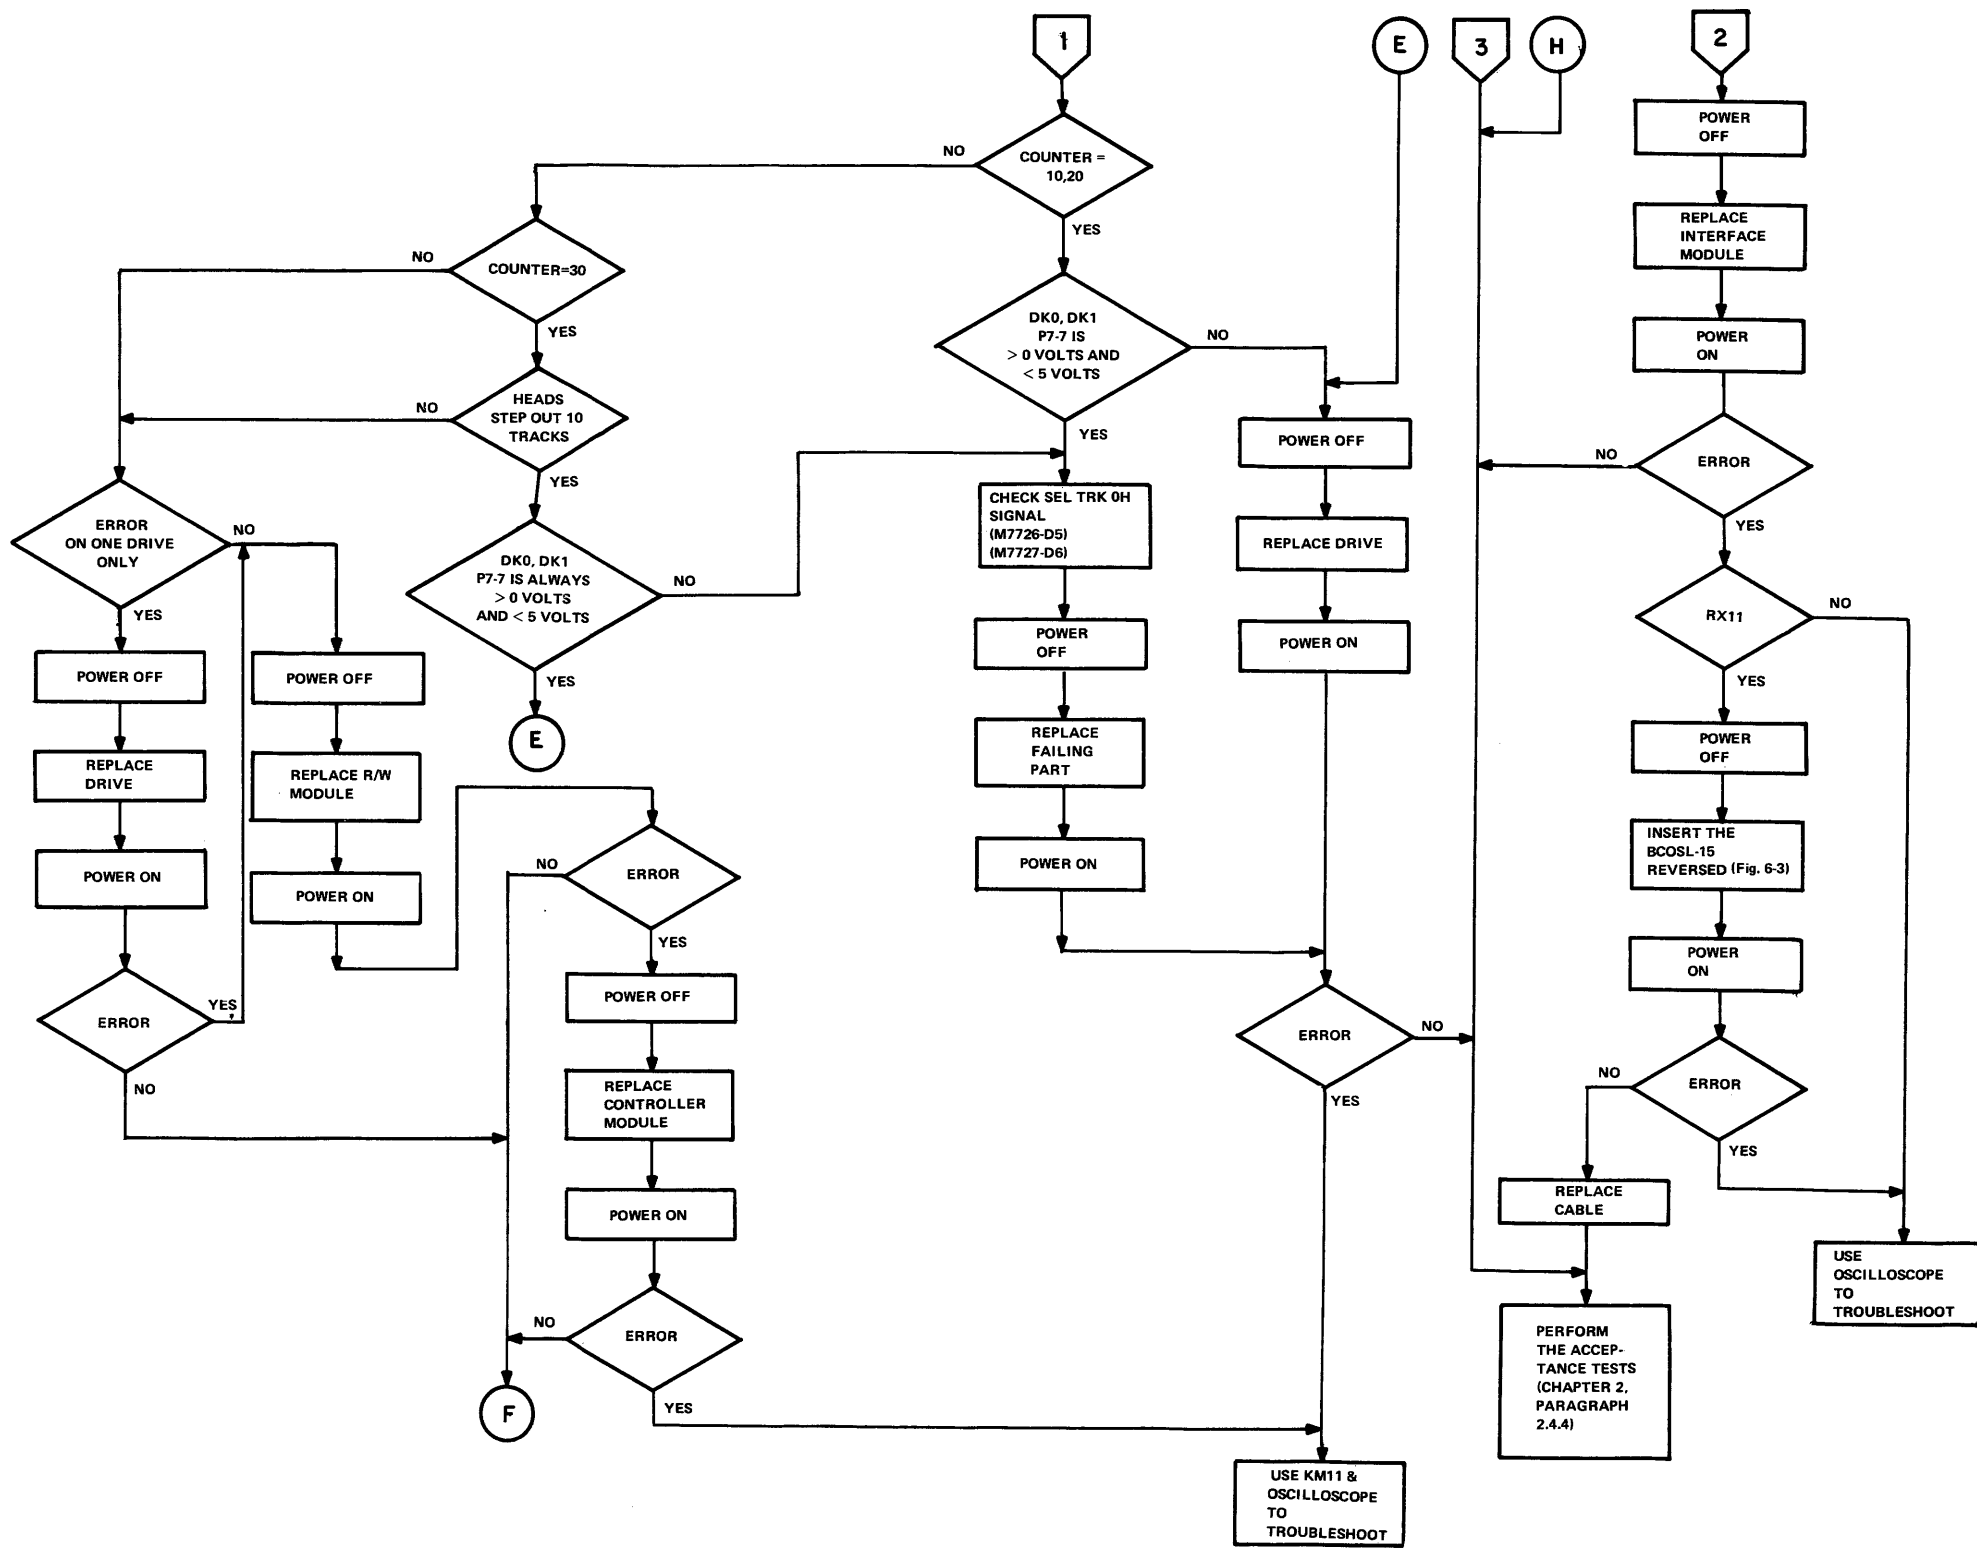 1
E
3
H
2
POWER
OFF
REPLACE
INTERFACE
MODULE
POWER
ON
ERROR
NO
YES
RX11
NO
YES
POWER
OFF
INSERT THE
BCOSL-15
REVERSED (Fig. 6-3)
POWER
ON
ERROR
NO
YES
REPLACE
CABLE
USE
OSCILLOSCOPE
TO
TROUBLESHOOT
PERFORM
THE ACCEP-
TANCE TESTS
(CHAPTER 2,
PARAGRAPH
2.4.4)
COUNTER =
10,20
NO
YES
DK0, DK1
P7-7 IS
> 0 VOLTS AND
< 5 VOLTS
NO
YES
POWER OFF
REPLACE DRIVE
POWER ON
CHECK SEL TRK 0H
SIGNAL
(M7726-D5)
(M7727-D6)
POWER
OFF
REPLACE
FAILING
PART
POWER ON
ERROR
NO
YES
USE KM11 &
OSCILLOSCOPE
TO
TROUBLESHOOT
COUNTER=30
NO
YES
HEADS
STEP OUT 10
TRACKS
NO
YES
DK0, DK1
P7-7 IS ALWAYS
> 0 VOLTS
AND < 5 VOLTS
NO
YES
E
ERROR
ON ONE DRIVE
ONLY
NO
YES
POWER OFF
REPLACE
DRIVE
POWER ON
ERROR
YES
NO
POWER OFF
REPLACE R/W
MODULE
POWER ON
ERROR
NO
YES
POWER OFF
REPLACE
CONTROLLER
MODULE
POWER ON
ERROR
NO
YES
F